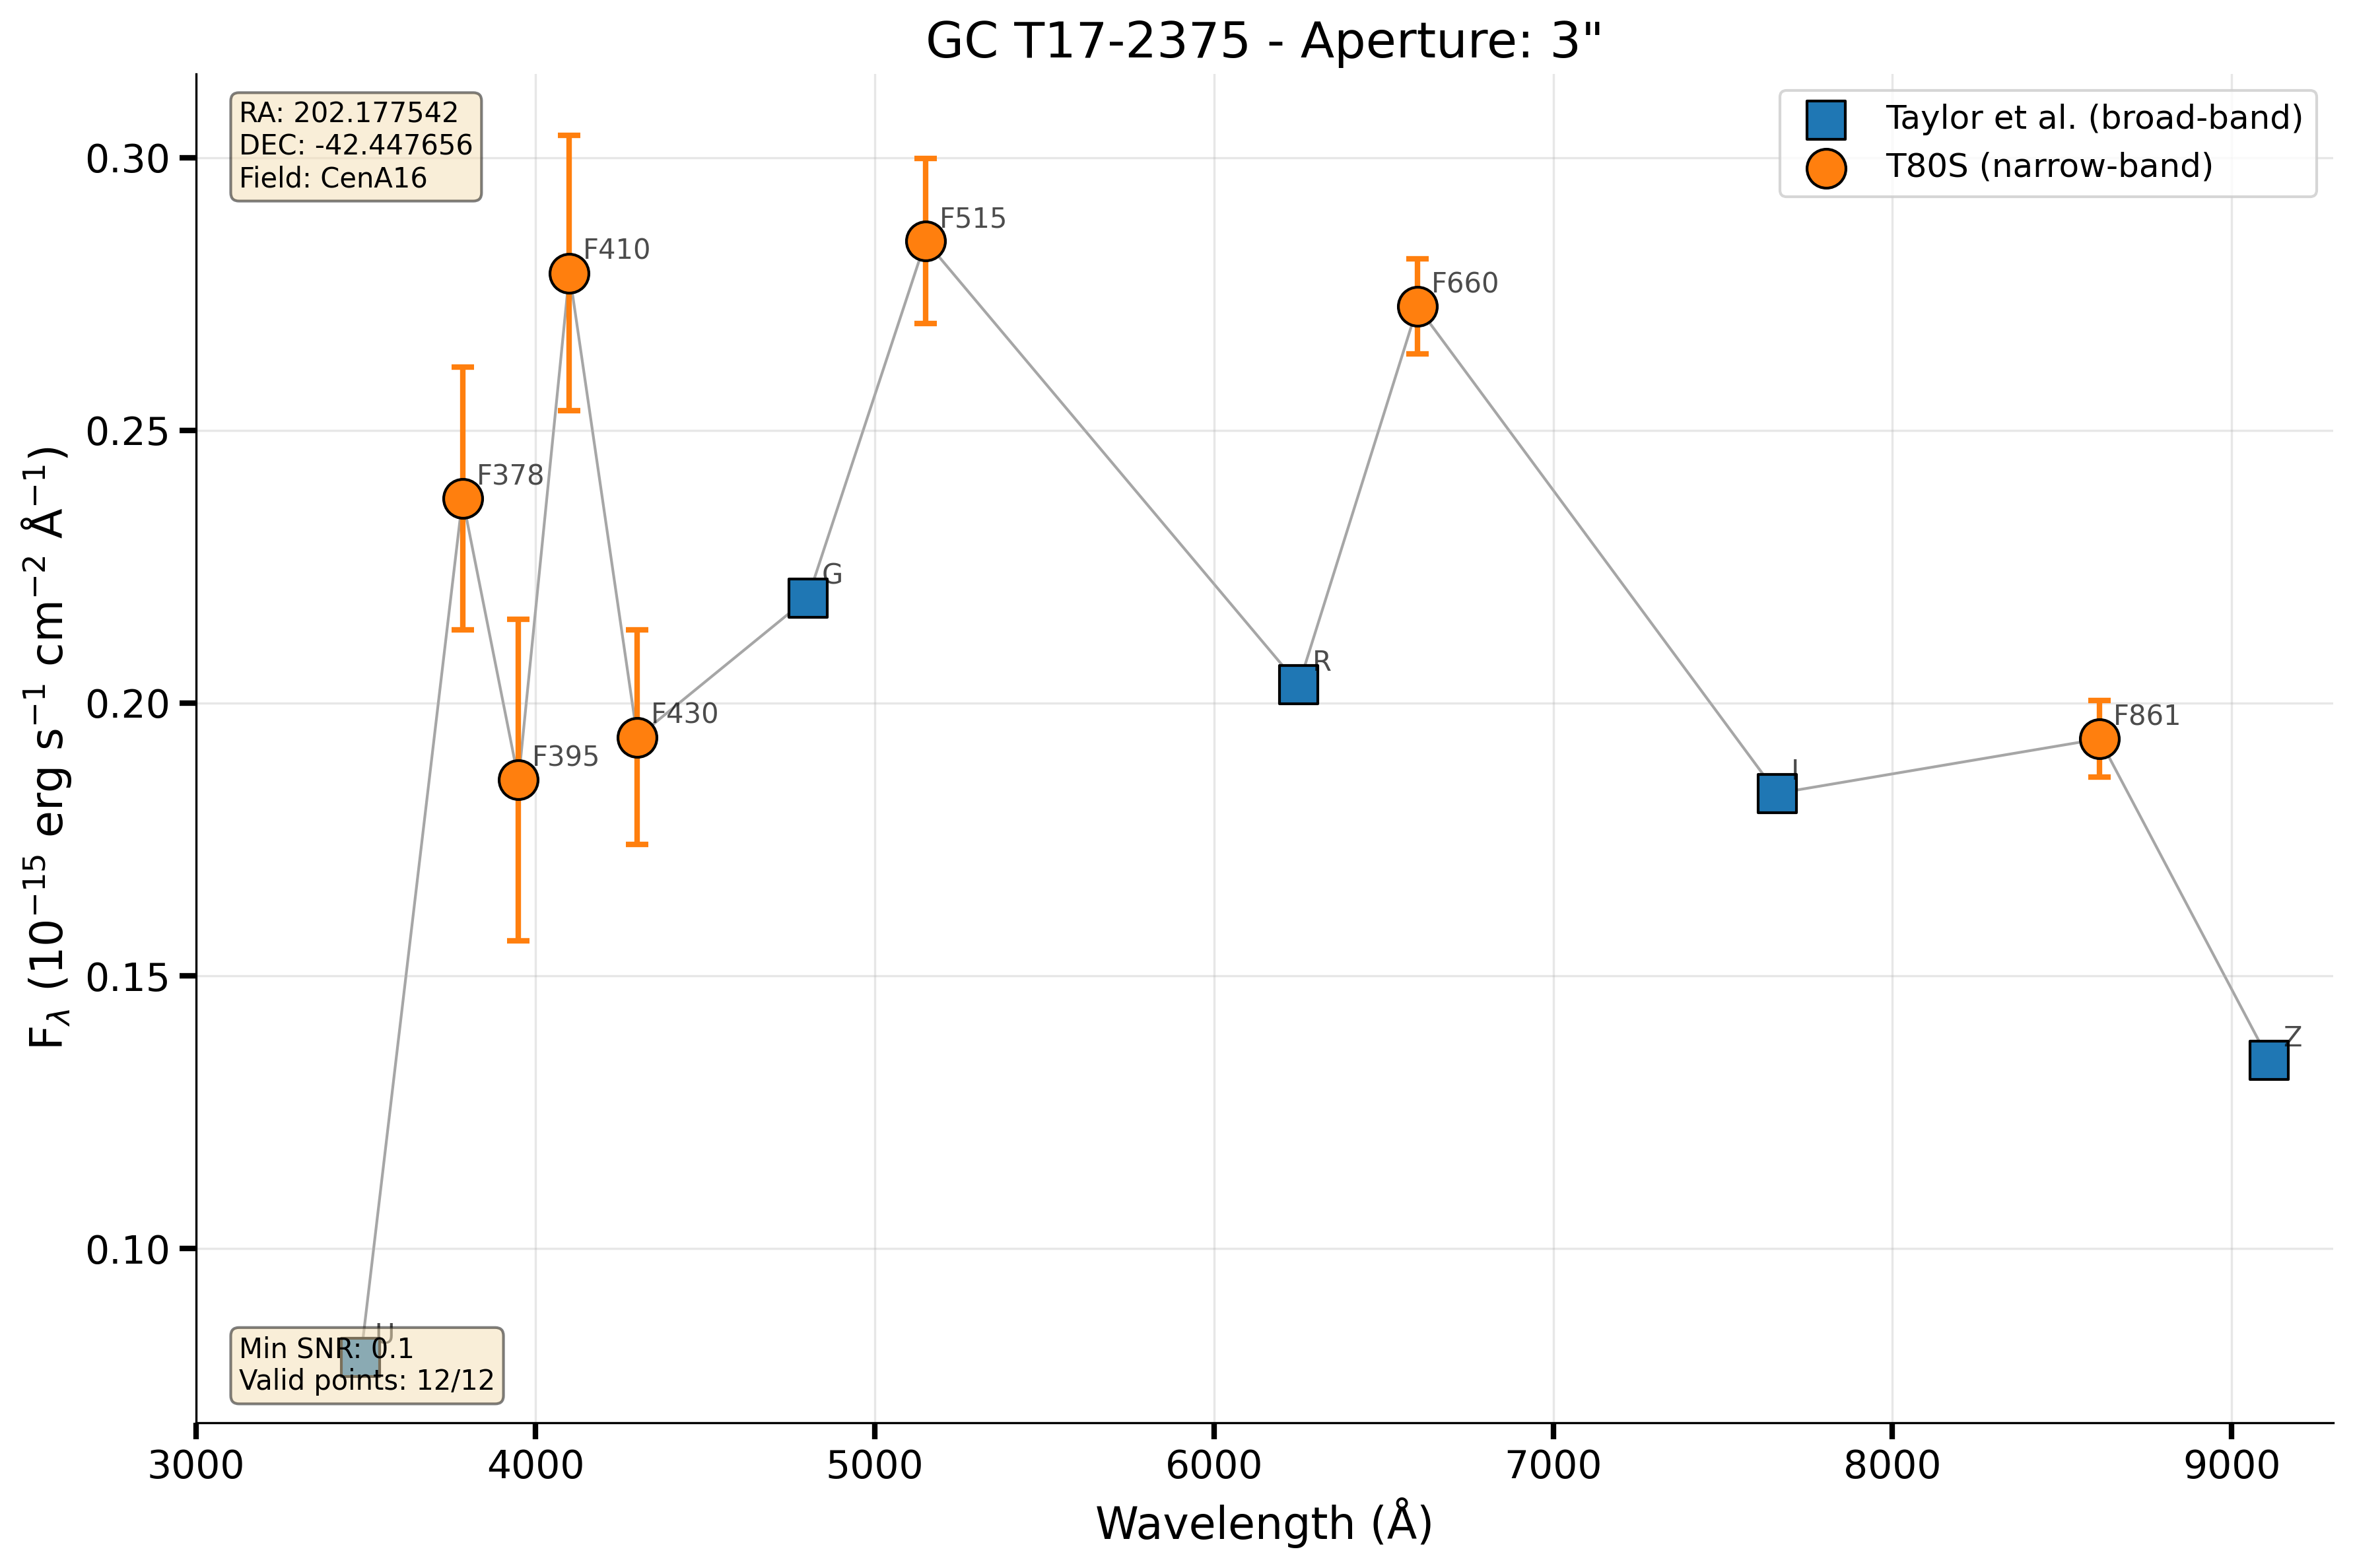 GC T17-2375 - Aperture: 3"
RA: 202.177542
DEC: -42.447656
Field: CenA16
Taylor et al. (broad-band)
T80S (narrow-band)
F410
F515
F660
F378
F395
F430
G
R
I
F861
Z
U
Min SNR: 0.1
Valid points: 12/12
0.30
0.25
0.20
0.15
0.10
F$_{λ}$ (10$^{−15}$ erg s$^{−1}$ cm$^{−2}$ Å$^{−1}$)
3000 4000 5000 6000 7000 8000 9000
Wavelength (Å)